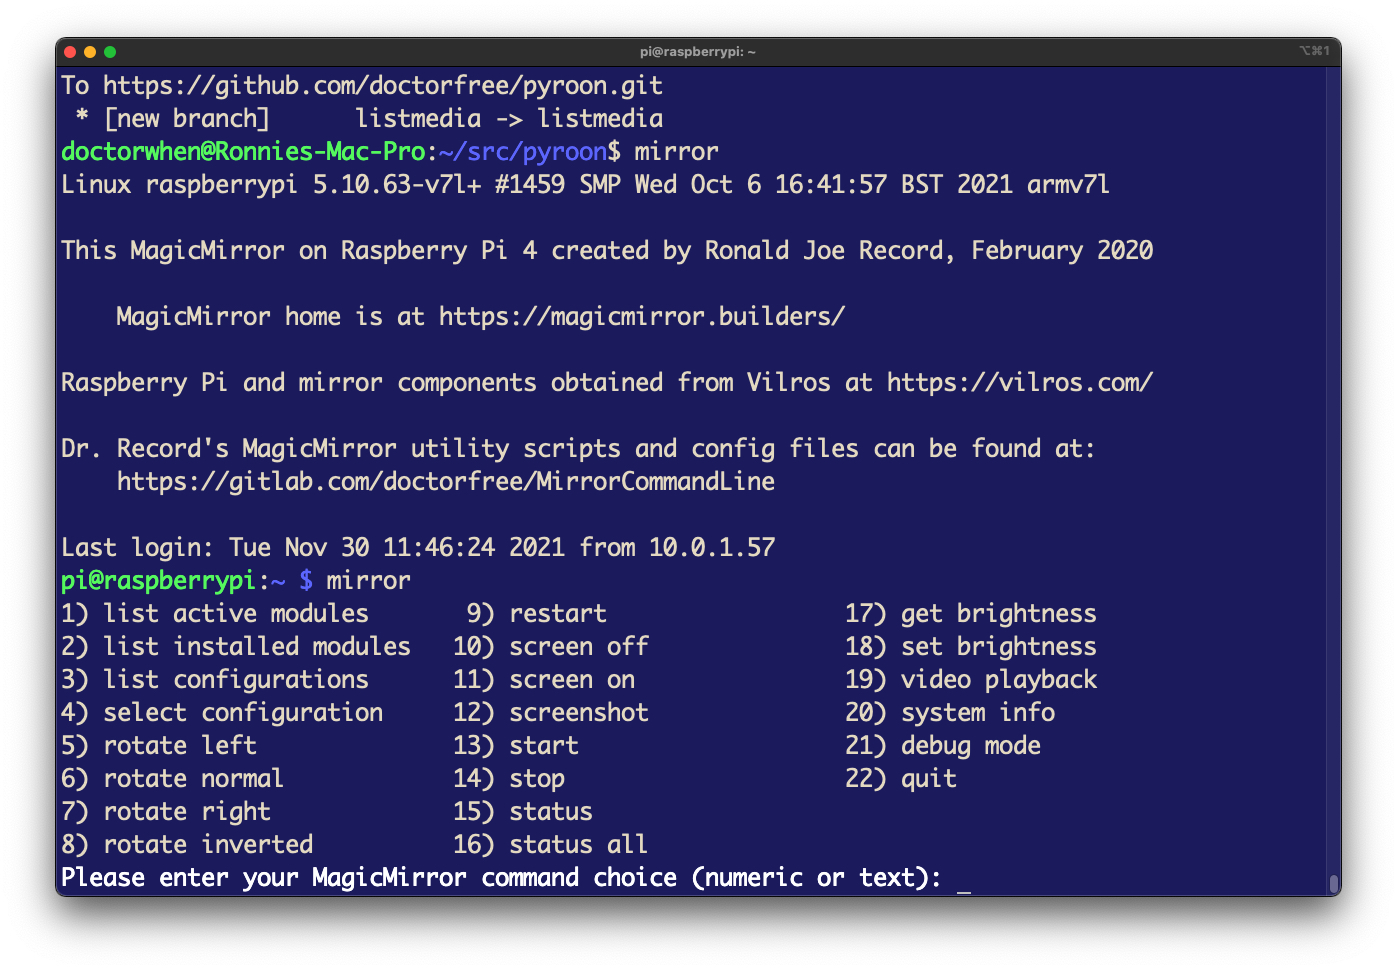 pi@raspberrypi: ~
⌥⌘1
To https://github.com/doctorfree/pyroon.git
 * [new branch]      listmedia -> listmedia
doctorwhen@Ronnies-Mac-Pro:~/src/pyroon$ mirror
Linux raspberrypi 5.10.63-v7l+ #1459 SMP Wed Oct 6 16:41:57 BST 2021 armv7l
This MagicMirror on Raspberry Pi 4 created by Ronald Joe Record, February 2020
    MagicMirror home is at https://magicmirror.builders/
Raspberry Pi and mirror components obtained from Vilros at https://vilros.com/
Dr. Record's MagicMirror utility scripts and config files can be found at:
    https://gitlab.com/doctorfree/MirrorCommandLine
Last login: Tue Nov 30 11:46:24 2021 from 10.0.1.57
pi@raspberrypi:~ $ mirror
1) list active modules       9) restart                 17) get brightness
2) list installed modules   10) screen off              18) set brightness
3) list configurations      11) screen on               19) video playback
4) select configuration     12) screenshot              20) system info
5) rotate left              13) start                   21) debug mode
6) rotate normal            14) stop                    22) quit
7) rotate right             15) status
8) rotate inverted          16) status all
Please enter your MagicMirror command choice (numeric or text): _